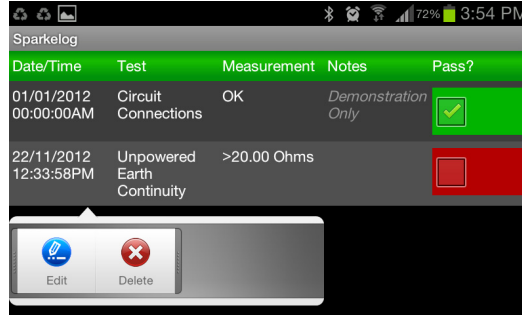 72% 3:54 PM
Sparkelog
Date/Time Test Measurement Notes Pass?
01/01/2012 Circuit OK Demonstration
00:00:00AM Connections Only
22/11/2012 Unpowered >20.00 Ohms
12:33:58PM Earth
Continuity
Edit Delete